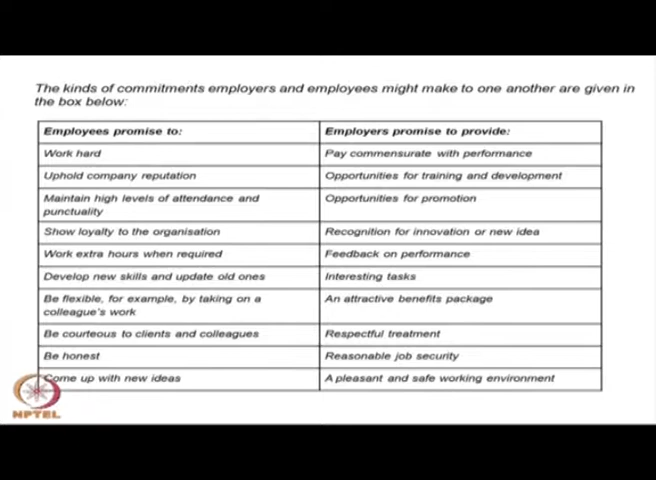 The kinds of commitments employers and employees might make to one another are given in
the box below:
Employees promise to: Employers promise to provide:
Work hard Pay commensurate with performance
Uphold company reputation Opportunities for training and development
Maintain high levels of attendance and Opportunities for promotion
punctuality
Show loyalty to the organisation Recognition for innovation or new idea
Work extra hours when required Feedback on performance
Develop new skills and update old ones Interesting tasks
Be flexible, for example, by taking on a An attractive benefits package
colleague's work
Be courteous to clients and colleagues Respectful treatment
Be honest Reasonable job security
Come up with new ideas A pleasant and safe working environment
NPTEL